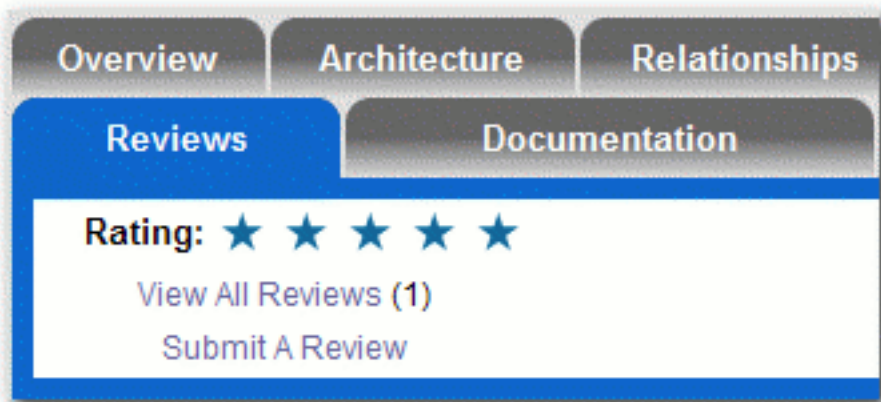 Overview Architecture Relationships
Reviews Documentation
Rating:
View All Reviews (1)
Submit A Review